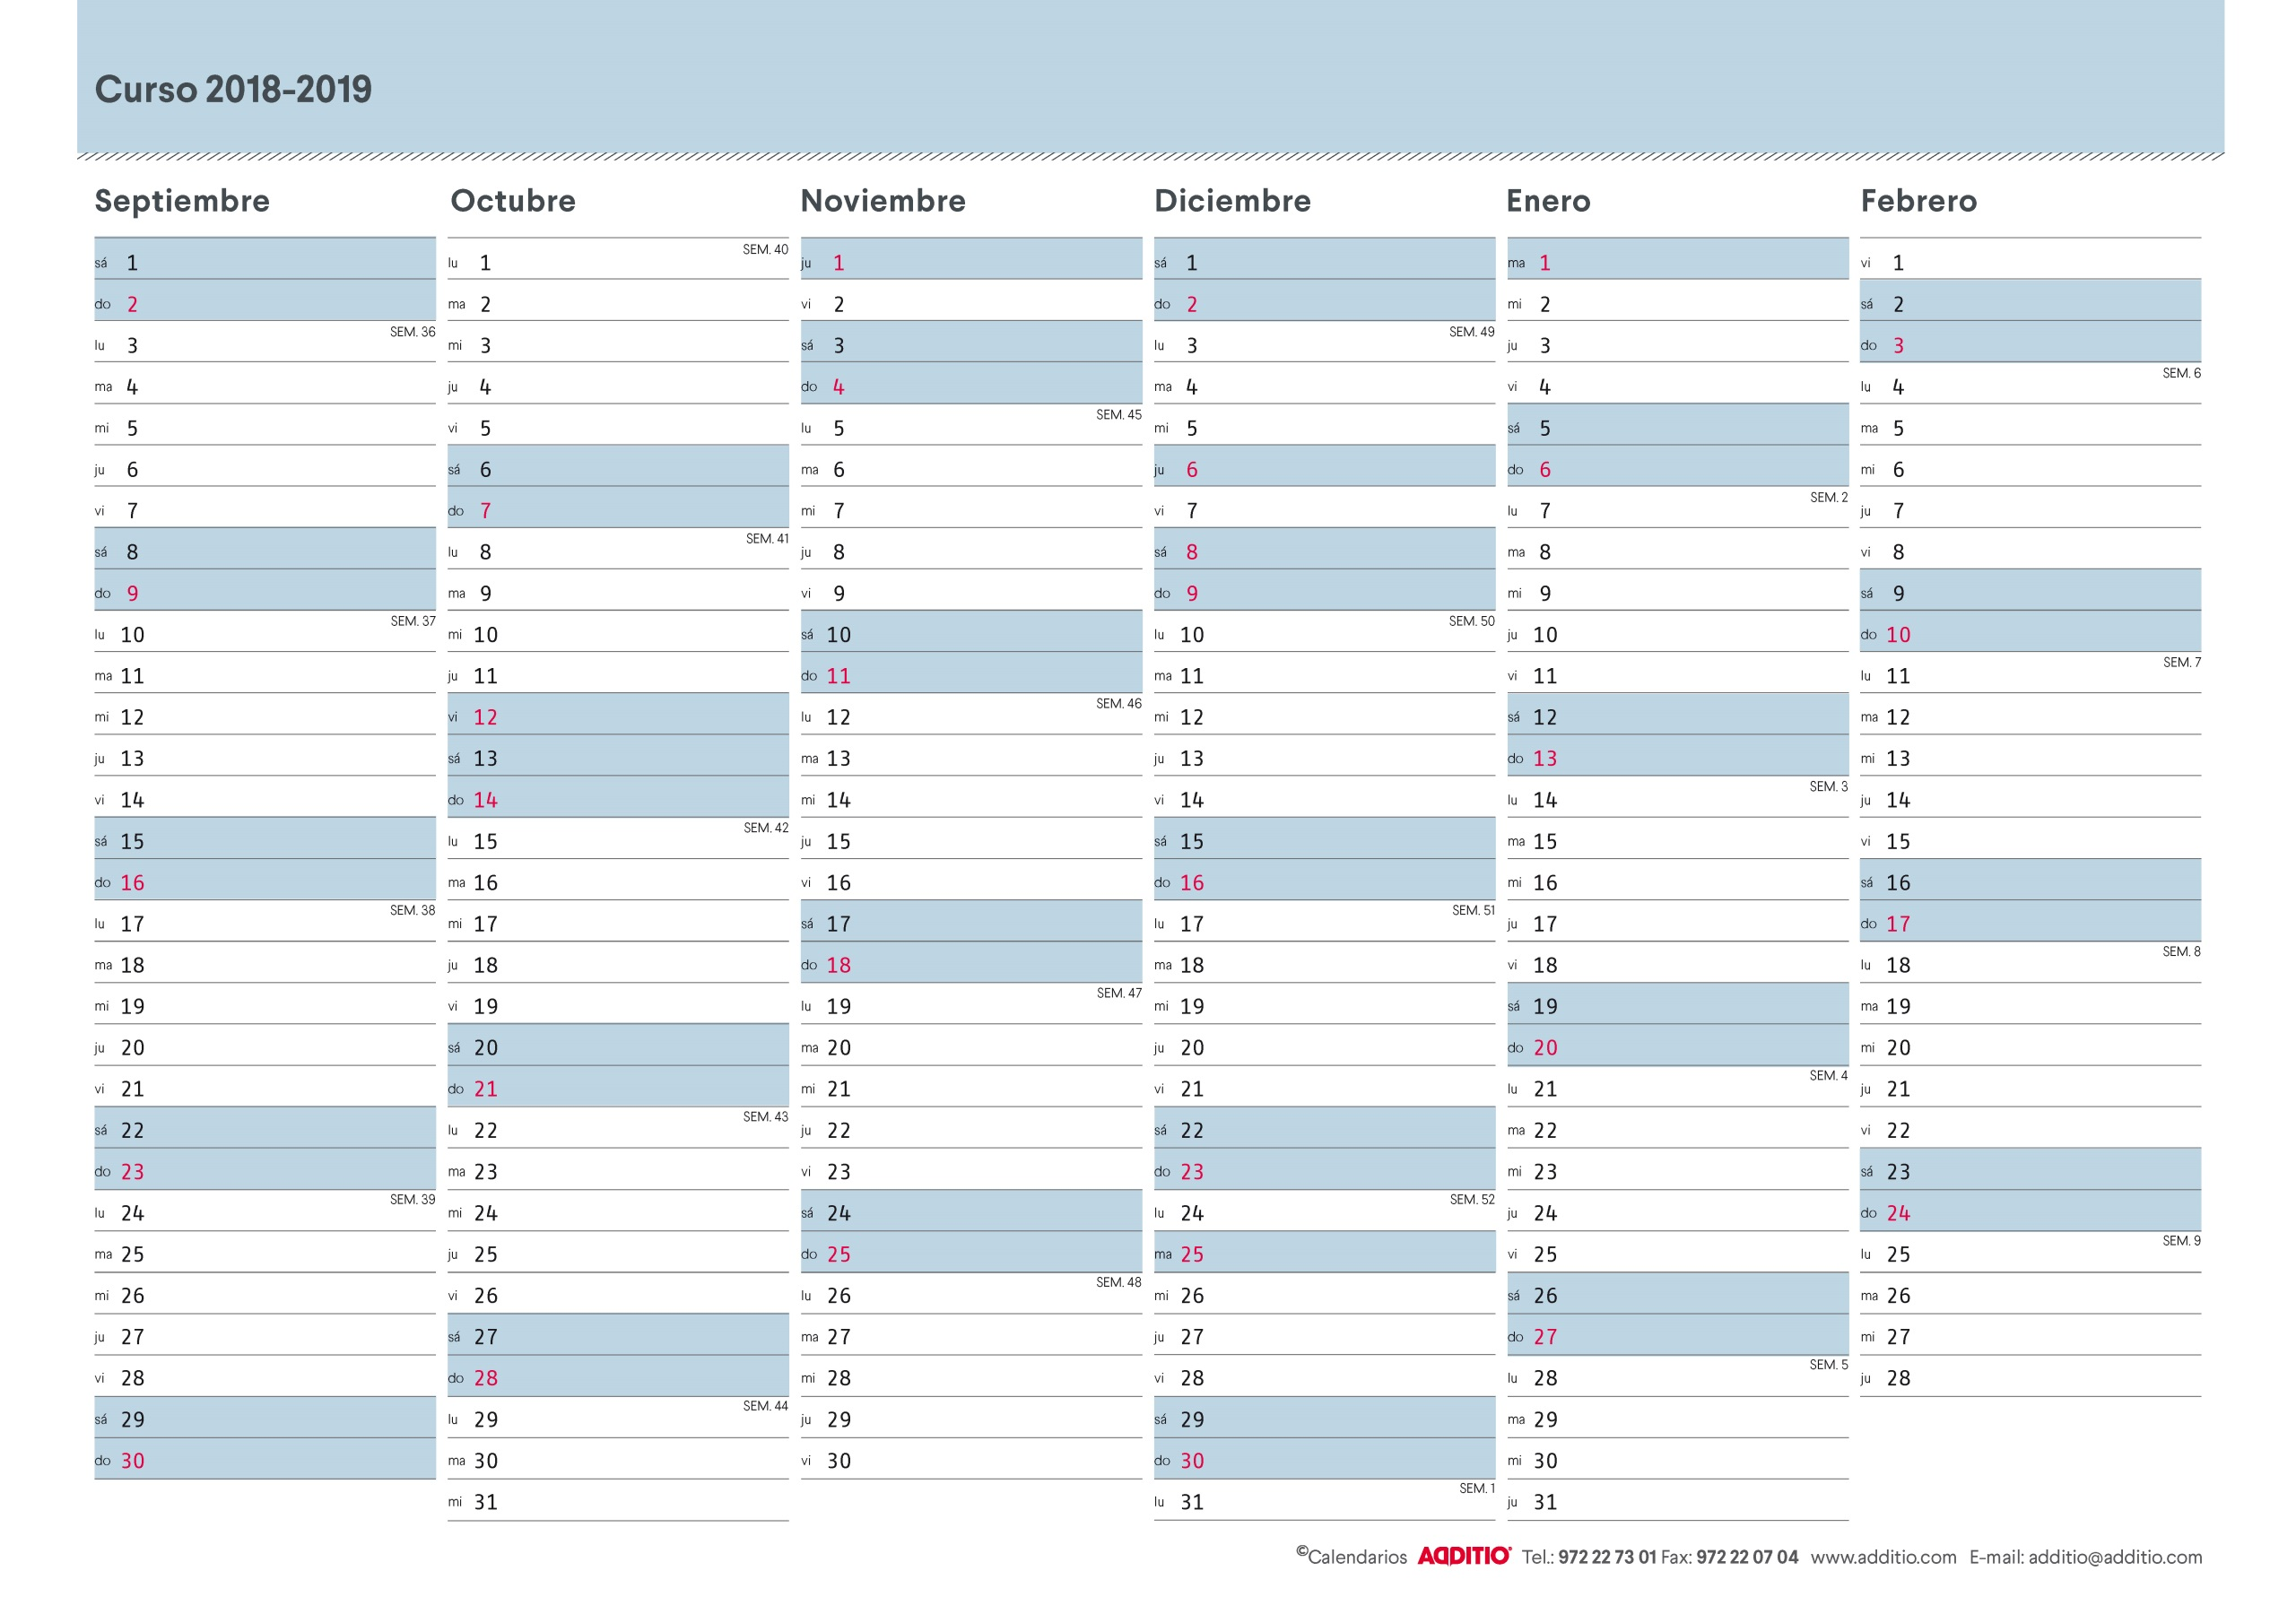 Curso 2018-2019
Septiembre Octubre Noviembre Diciembre Enero Febrero
sá 1 lu 1 SEM. 40 ju 1 sá 1 ma 1 vi 1
do 2 ma 2 vi 2 do 2 mi 2 sá 2
lu 3 SEM. 36 mi 3 sá 3 lu 3 SEM. 49 ju 3 do 3
ma 4 ju 4 do 4 ma 4 vi 4 lu 4 SEM. 6
mi 5 vi 5 lu 5 SEM. 45 mi 5 sá 5 ma 5
ju 6 sá 6 ma 6 ju 6 do 6 mi 6
vi 7 do 7 mi 7 vi 7 lu 7 SEM. 2 ju 7
sá 8 lu 8 SEM. 41 ju 8 sá 8 ma 8 vi 8
do 9 ma 9 vi 9 do 9 mi 9 sá 9
lu 10 SEM. 37 mi 10 sá 10 lu 10 SEM. 50 ju 10 do 10
ma 11 ju 11 do 11 ma 11 vi 11 lu 11 SEM. 7
mi 12 vi 12 lu 12 SEM. 46 mi 12 sá 12 ma 12
ju 13 sá 13 ma 13 ju 13 do 13 mi 13
vi 14 do 14 mi 14 vi 14 lu 14 SEM. 3 ju 14
sá 15 lu 15 SEM. 42 ju 15 sá 15 ma 15 vi 15
do 16 ma 16 vi 16 do 16 mi 16 sá 16
lu 17 SEM. 38 mi 17 sá 17 lu 17 SEM. 51 ju 17 do 17
ma 18 ju 18 do 18 ma 18 vi 18 lu 18 SEM. 8
mi 19 vi 19 lu 19 SEM. 47 mi 19 sá 19 ma 19
ju 20 sá 20 ma 20 ju 20 do 20 mi 20
vi 21 do 21 mi 21 vi 21 lu 21 SEM. 4 ju 21
sá 22 lu 22 SEM. 43 ju 22 sá 22 ma 22 vi 22
do 23 ma 23 vi 23 do 23 mi 23 sá 23
lu 24 SEM. 39 mi 24 sá 24 lu 24 SEM. 52 ju 24 do 24
ma 25 ju 25 do 25 ma 25 vi 25 lu 25 SEM. 9
mi 26 vi 26 lu 26 SEM. 48 mi 26 sá 26 ma 26
ju 27 sá 27 ma 27 ju 27 do 27 mi 27
vi 28 do 28 mi 28 vi 28 lu 28 SEM. 5 ju 28
sá 29 lu 29 SEM. 44 ju 29 sá 29 ma 29
do 30 ma 30 vi 30 do 30 mi 30
mi 31 lu 31 SEM. 1 ju 31
©Calendarios ADDITIO® Tel.: 972 22 73 01 Fax: 972 22 07 04 www.additio.com E-mail: additio@additio.com